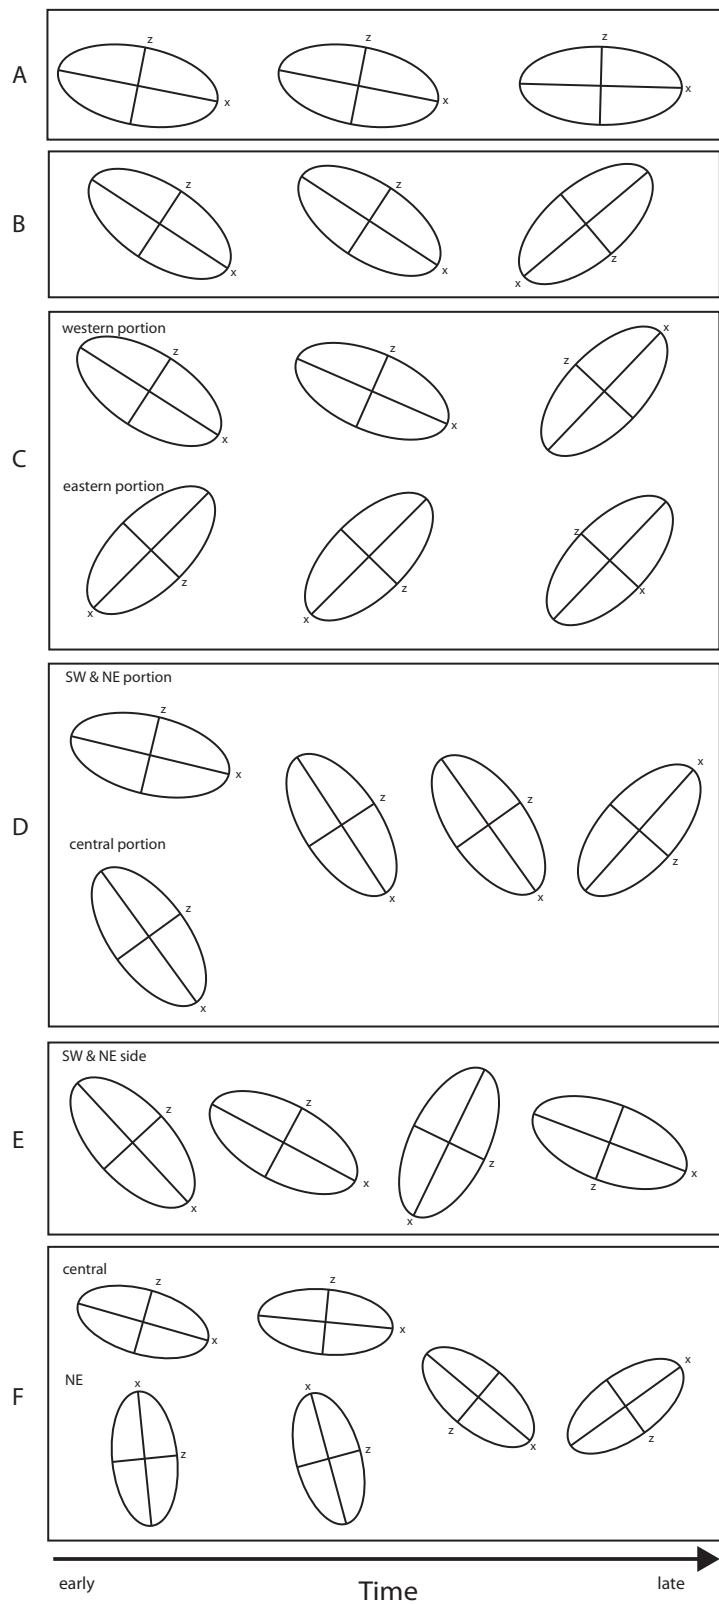 A
z
x
z
x
z
x
B
z
x
z
x
z
x
C
western portion
z
x
z
x
z
x
eastern portion
z
x
z
x
z
x
D
SW & NE portion
z
x
z
x
z
x
x
z
central portion
z
x
E
SW & NE side
z
x
z
x
z
x
z
x
F
central
z
x
z
x
z
x
x
z
NE
x
z
x
z
early
Time
late